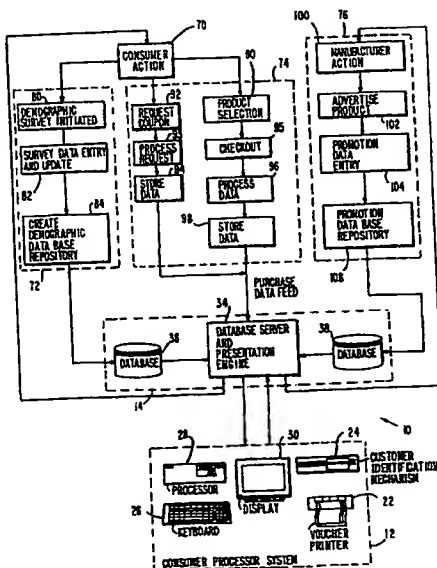 70
CONSUMER
ACTION
100
76
MANUFACTURER
ACTION
80
DEMOGRAPHIC
SURVEY INITIATED
92
REQUEST
COUPON
90
PRODUCT
SELECTION
74
ADVERTISE
PRODUCT
102
SURVEY DATA ENTRY
AND UPDATE
82
PROCESS
REQUEST
CHECKOUT
95
PROMOTION
DATA
ENTRY
104
STORE
DATA
94
PROCESS
DATA
96
84
CREATE
DEMOGRAPHIC
DATA BASE
REPOSITORY
72
98
STORE
DATA
PROMOTION
DATABASE
REPOSITORY
108
PURCHASE
DATA FEED
34
38
DATABASE
DATABASE SERVER
AND
PRESENTATION
ENGINE
38
DATABASE
14
10
28
PROCESSOR
30
DISPLAY
24
CUSTOMER
IDENTIFICATION
MECHANISM
26
KEYBOARD
22
VOUCHER
PRINTER
12
CONSUMER PROCESSOR SYSTEM